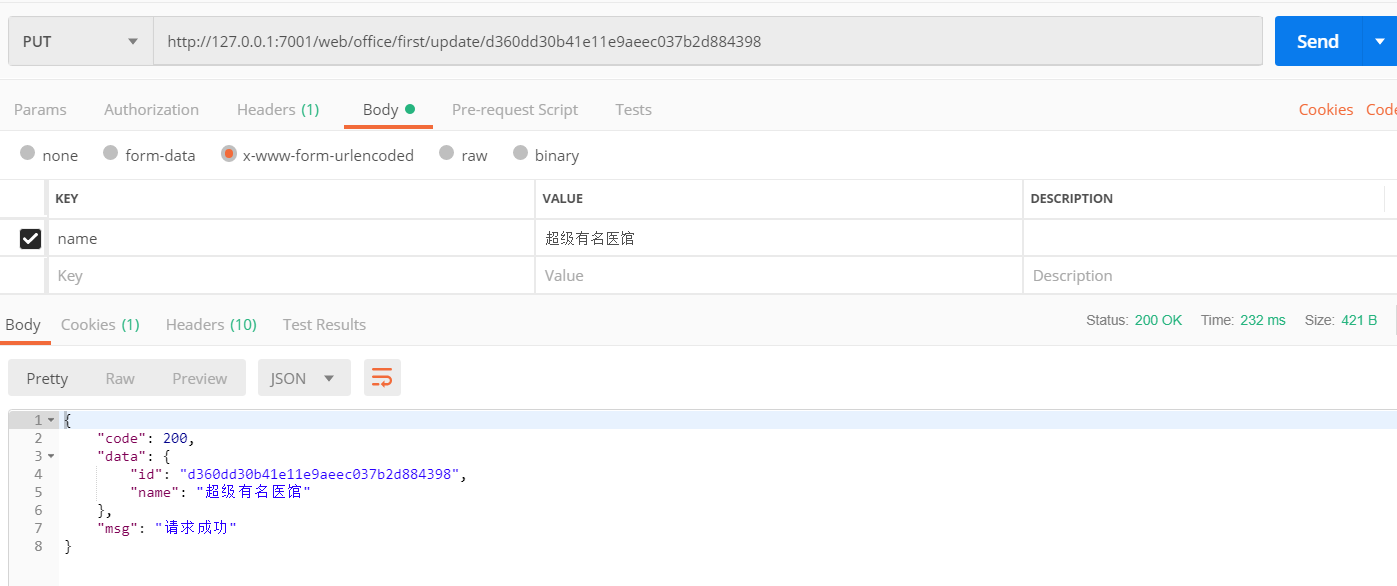 PUT http://127.0.0.1:7001/web/office/first/update/d360dd30b41e11e9aeec037b2d884398 Send
Params Authorization Headers (1) Body Pre-request Script Tests Cookies Code
none form-data x-www-form-urlencoded raw binary
KEY VALUE DESCRIPTION
name 超级有名医馆
Key Value Description
Body Cookies (1) Headers (10) Test Results Status: 200 OK Time: 232 ms Size: 421 B
Pretty Raw Preview JSON
1 {
2 "code": 200,
3 "data": {
4 "id": "d360dd30b41e11e9aeec037b2d884398",
5 "name": "超级有名医馆"
6 },
7 "msg": "请求成功"
8 }